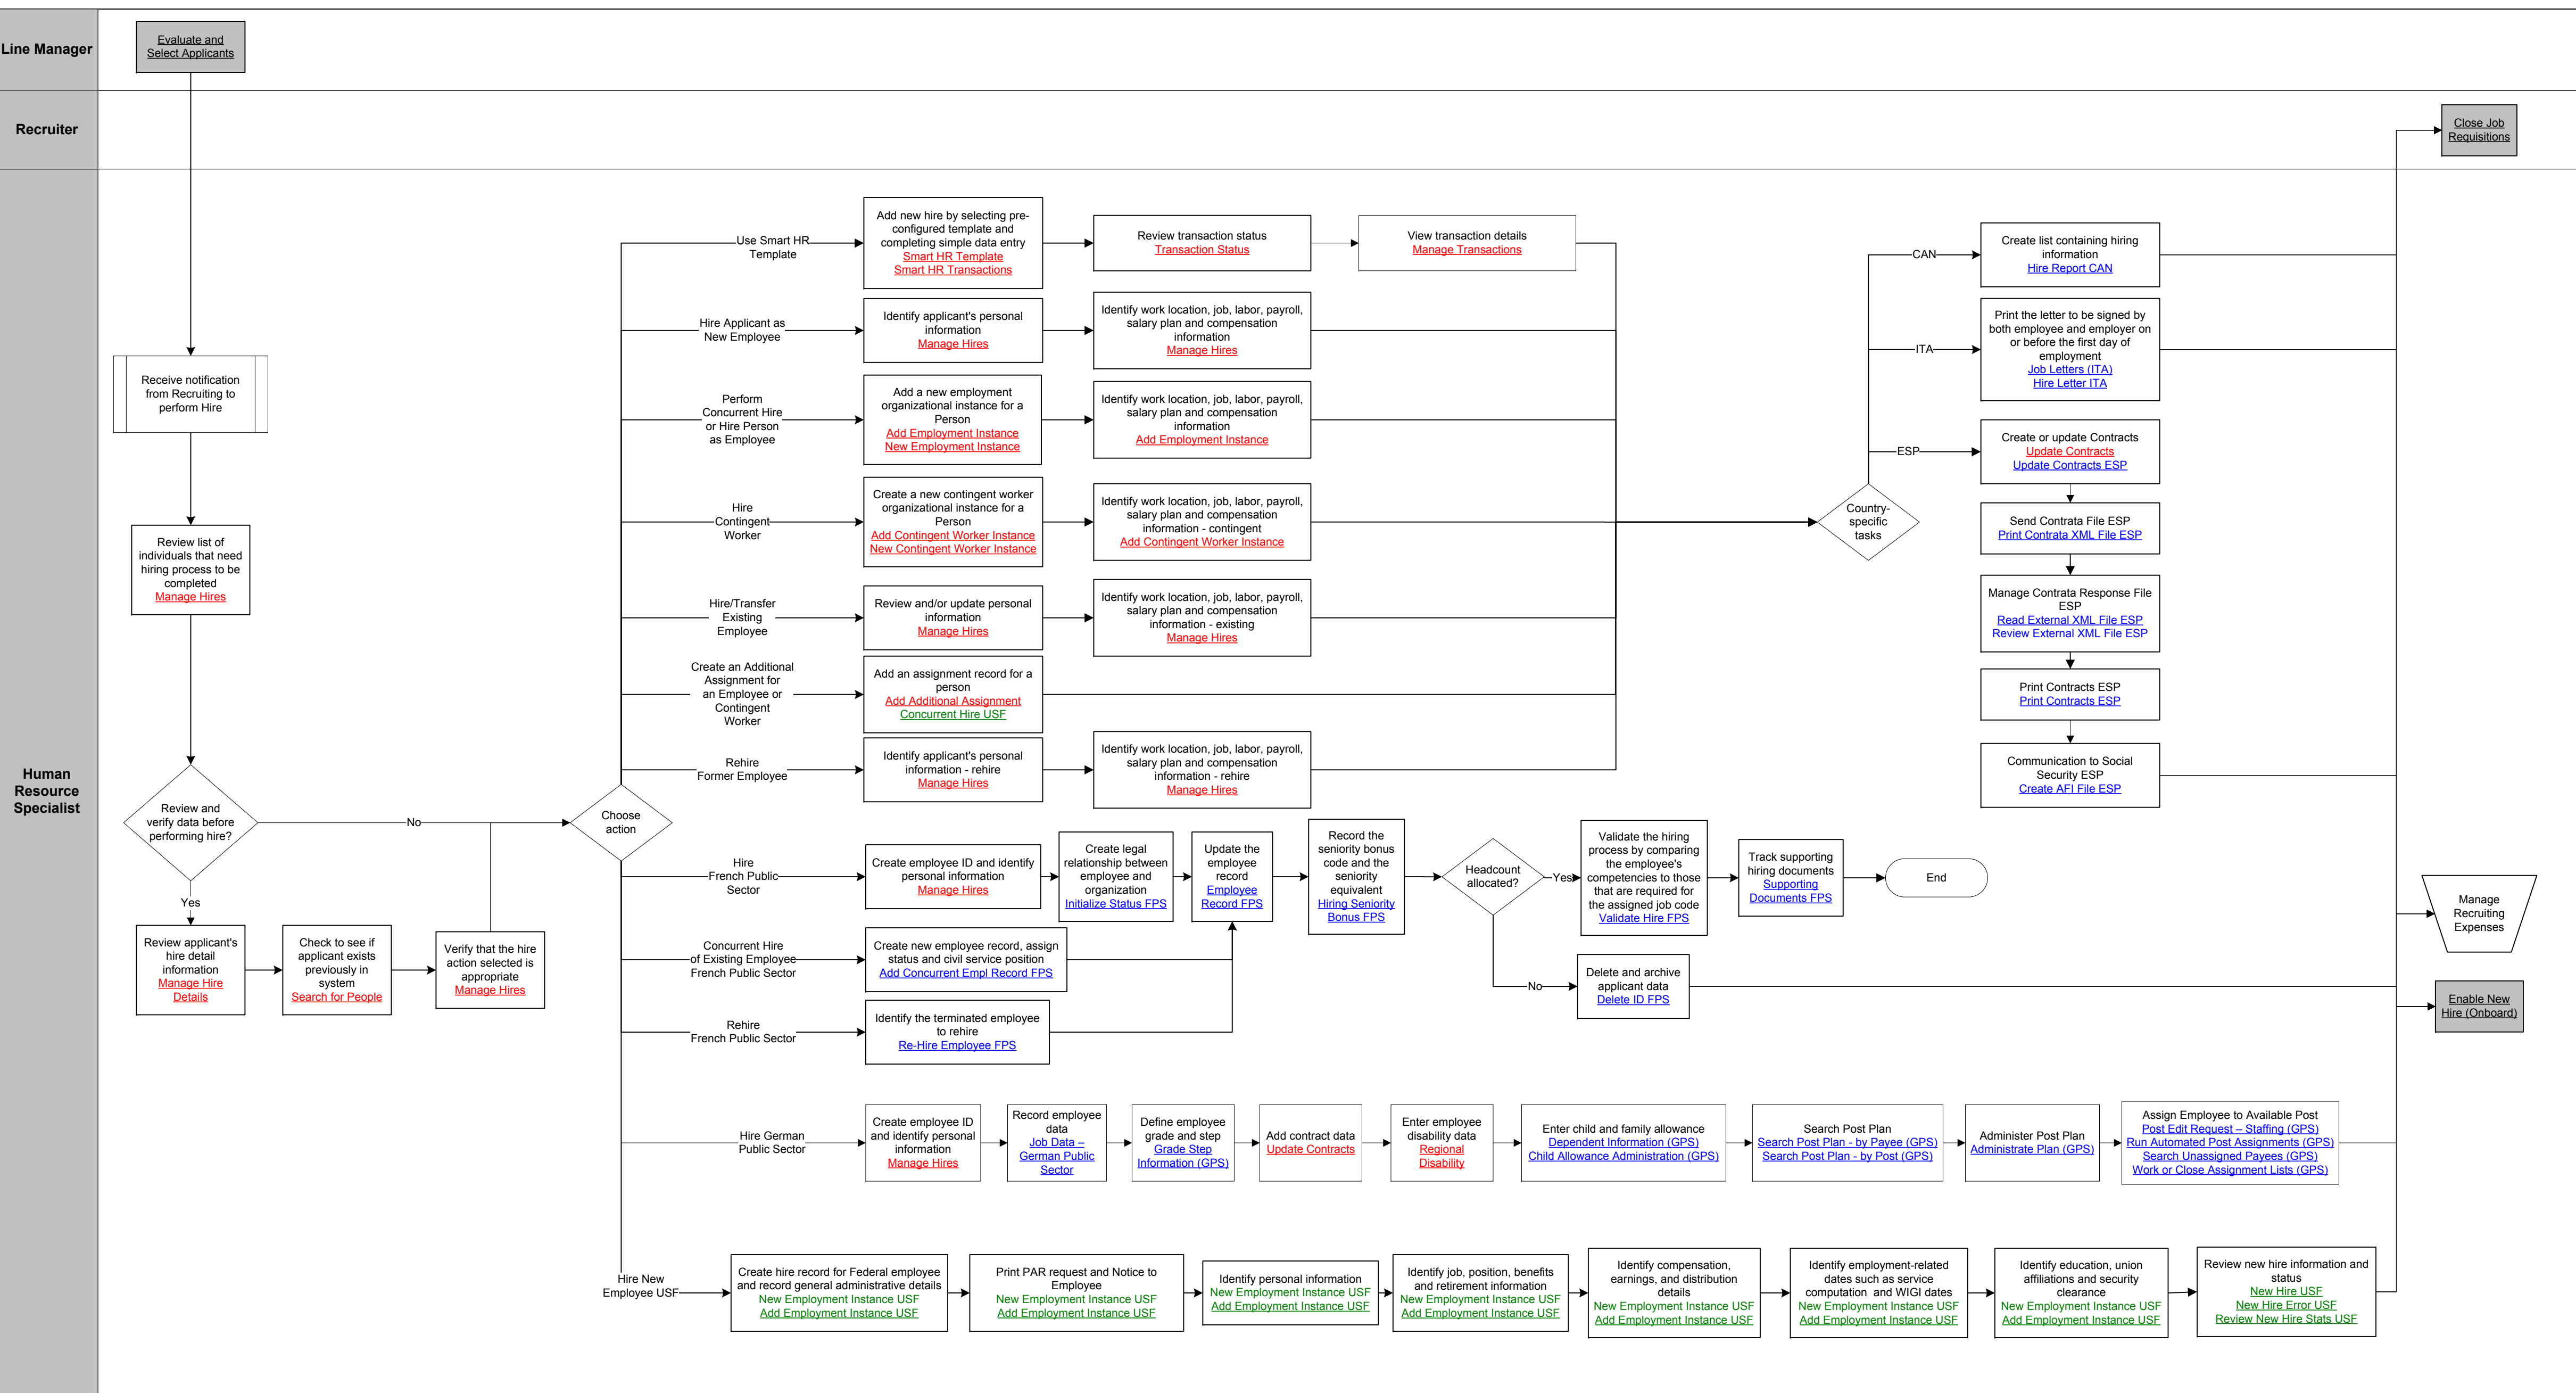 Line Manager
Evaluate and
Select Applicants
Recruiter
Close Job
Requisitions
Human
Resource
Specialist
Receive notification
from Recruiting to
perform Hire
Review list of
individuals that need
hiring process to be
completed
Manage Hires
Review and
verify data before
performing hire?
No
Yes
Review applicant's
hire detail
information
Manage Hire
Details
Check to see if
applicant exists
previously in
system
Search for People
Verify that the hire
action selected is
appropriate
Manage Hires
Choose
action
Use Smart HR
Template
Add new hire by selecting pre-
configured template and
completing simple data entry
Smart HR Template
Smart HR Transactions
Review transaction status
Transaction Status
View transaction details
Manage Transactions
Hire Applicant as
New Employee
Identify applicant's personal
information
Manage Hires
Identify work location, job, labor, payroll,
salary plan and compensation
information
Manage Hires
Perform
Concurrent Hire
or Hire Person
as Employee
Add a new employment
organizational instance for a
Person
Add Employment Instance
New Employment Instance
Identify work location, job, labor, payroll,
salary plan and compensation
information
Add Employment Instance
Hire
Contingent
Worker
Create a new contingent worker
organizational instance for a
Person
Add Contingent Worker Instance
New Contingent Worker Instance
Identify work location, job, labor, payroll,
salary plan and compensation
information - contingent
Add Contingent Worker Instance
Hire/Transfer
Existing
Employee
Review and/or update personal
information
Manage Hires
Identify work location, job, labor, payroll,
salary plan and compensation
information - existing
Manage Hires
Create an Additional
Assignment for
an Employee or
Contingent
Worker
Add an assignment record for a
person
Add Additional Assignment
Concurrent Hire USF
Rehire
Former Employee
Identify applicant's personal
information - rehire
Manage Hires
Identify work location, job, labor, payroll,
salary plan and compensation
information - rehire
Manage Hires
Country-
specific
tasks
CAN
Create list containing hiring
information
Hire Report CAN
ITA
Print the letter to be signed by
both employee and employer on
or before the first day of
employment
Job Letters (ITA)
Hire Letter ITA
ESP
Create or update Contracts
Update Contracts
Update Contracts ESP
Send Contrata File ESP
Print Contrata XML File ESP
Manage Contrata Response File
ESP
Read External XML File ESP
Review External XML File ESP
Print Contracts ESP
Print Contracts ESP
Communication to Social
Security ESP
Create AFI File ESP
Hire
French Public
Sector
Create employee ID and identify
personal information
Manage Hires
Create legal
relationship between
employee and
organization
Initialize Status FPS
Update the
employee
record
Employee
Record FPS
Record the
seniority bonus
code and the
seniority
equivalent
Hiring Seniority
Bonus FPS
Headcount
allocated?
Yes
Validate the hiring
process by comparing
the employee's
competencies to those
that are required for
the assigned job code
Validate Hire FPS
Track supporting
hiring documents
Supporting
Documents FPS
End
No
Delete and archive
applicant data
Delete ID FPS
Concurrent Hire
of Existing Employee
French Public Sector
Create new employee record, assign
status and civil service position
Add Concurrent Empl Record FPS
Rehire
French Public Sector
Identify the terminated employee
to rehire
Re-Hire Employee FPS
Manage
Recruiting
Expenses
Enable New
Hire (Onboard)
Hire German
Public Sector
Create employee ID
and identify personal
information
Manage Hires
Record employee
data
Job Data –
German Public
Sector
Define employee
grade and step
Grade Step
Information (GPS)
Add contract data
Update Contracts
Enter employee
disability data
Regional
Disability
Enter child and family allowance
Dependent Information (GPS)
Child Allowance Administration (GPS)
Search Post Plan
Search Post Plan - by Payee (GPS)
Search Post Plan - by Post (GPS)
Administer Post Plan
Administrate Plan (GPS)
Assign Employee to Available Post
Post Edit Request – Staffing (GPS)
Run Automated Post Assignments (GPS)
Search Unassigned Payees (GPS)
Work or Close Assignment Lists (GPS)
Hire New
Employee USF
Create hire record for Federal employee
and record general administrative details
New Employment Instance USF
Add Employment Instance USF
Print PAR request and Notice to
Employee
New Employment Instance USF
Add Employment Instance USF
Identify personal information
New Employment Instance USF
Add Employment Instance USF
Identify job, position, benefits
and retirement information
New Employment Instance USF
Add Employment Instance USF
Identify compensation,
earnings, and distribution
details
New Employment Instance USF
Add Employment Instance USF
Identify employment-related
dates such as service
computation and WIGI dates
New Employment Instance USF
Add Employment Instance USF
Identify education, union
affiliations and security
clearance
New Employment Instance USF
Add Employment Instance USF
Review new hire information and
status
New Hire USF
New Hire Error USF
Review New Hire Stats USF